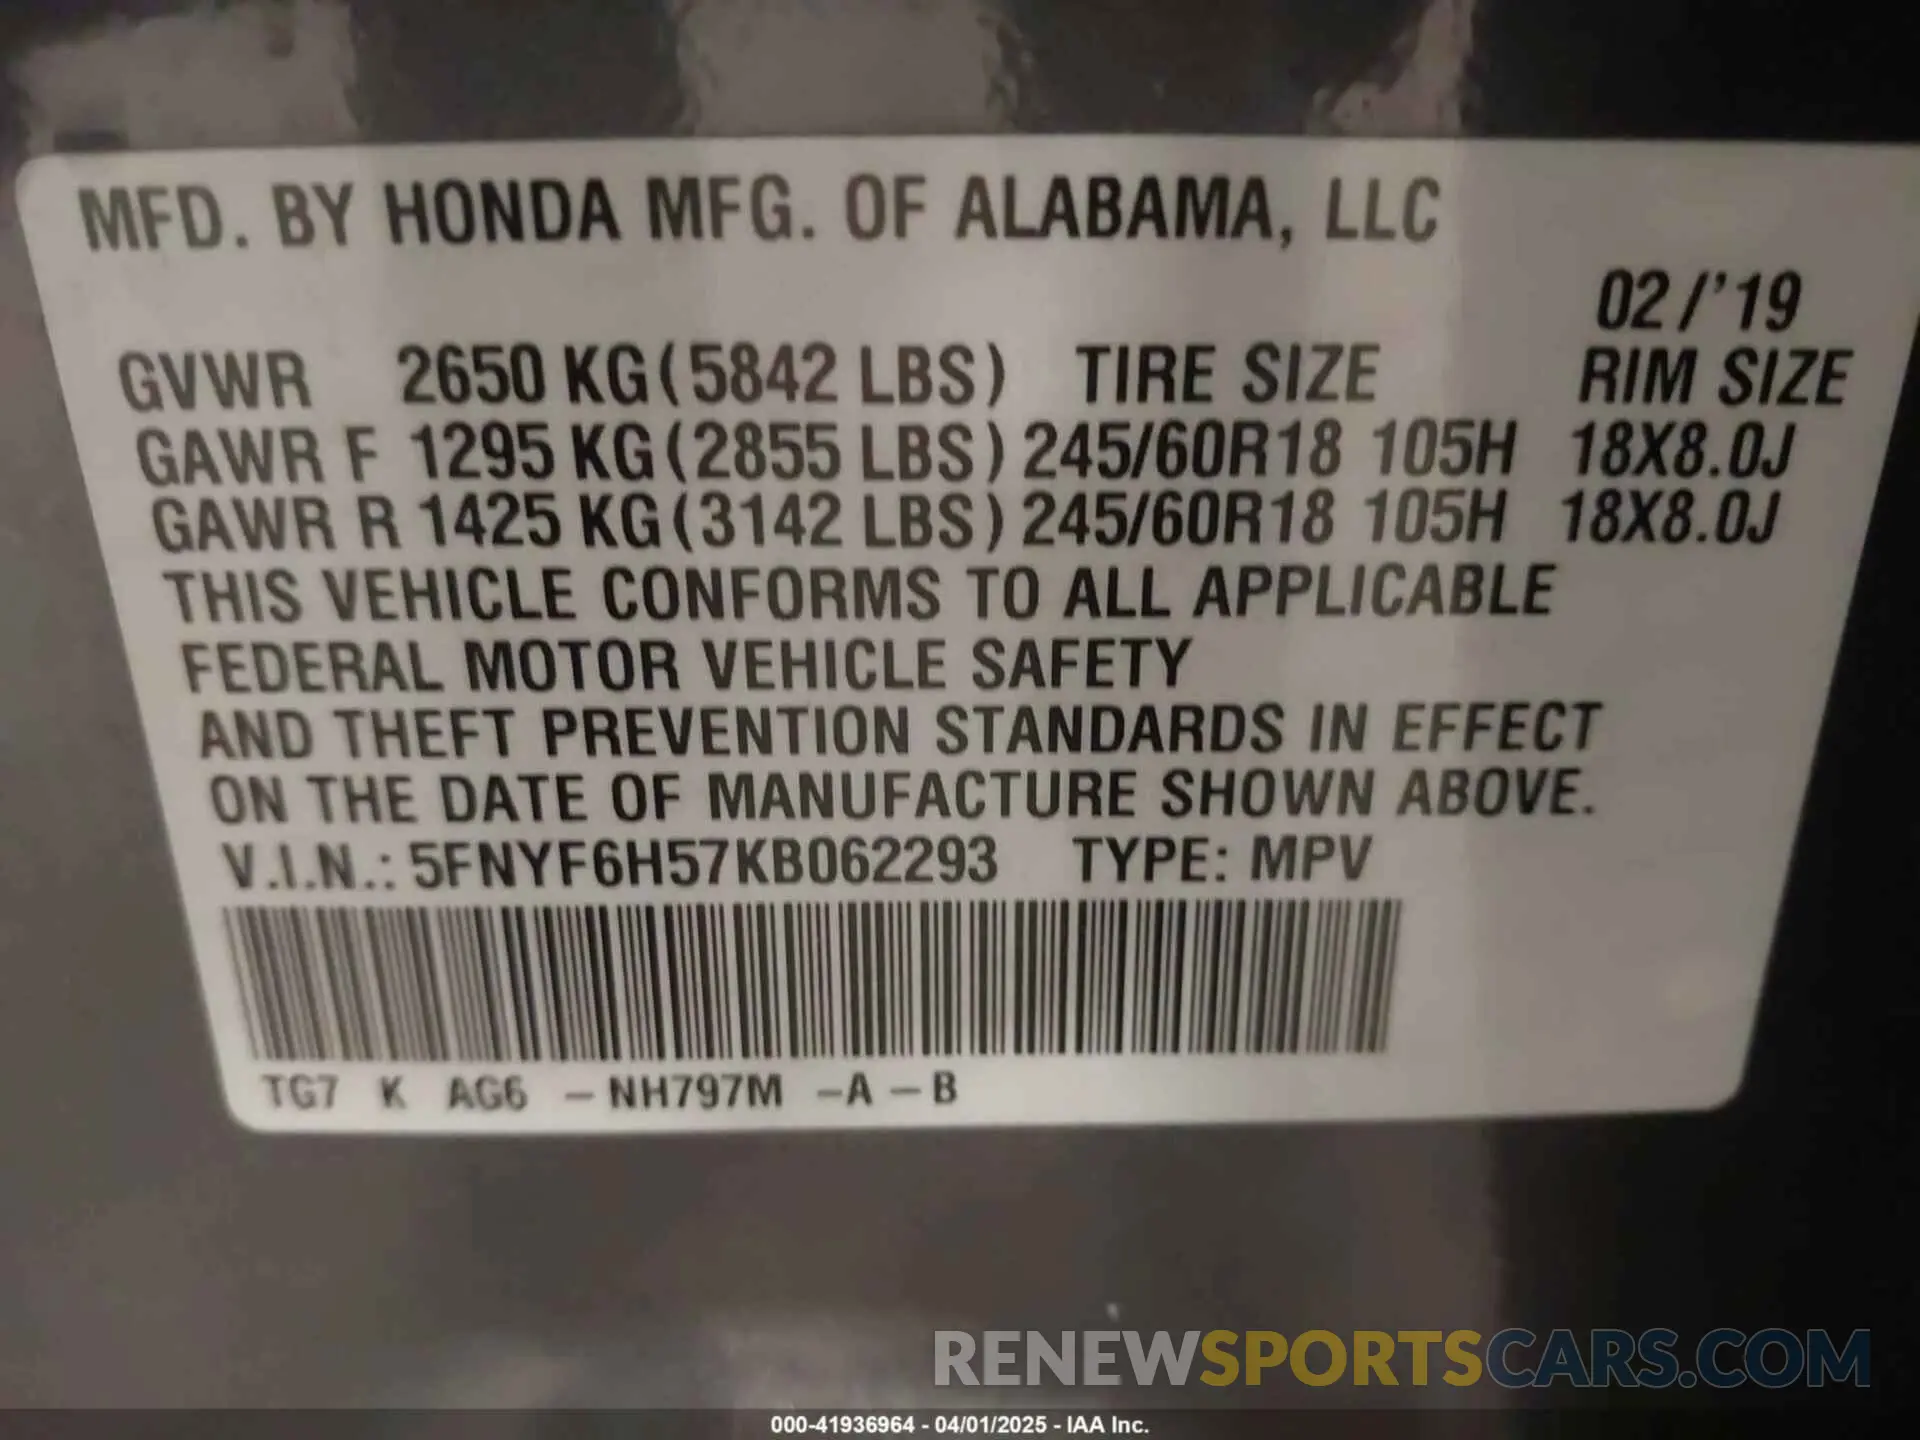 MFD. BY HONDA MFG. OF ALABAMA, LLC
02/'19
GVWR 2650 KG(5842 LBS) TIRE SIZE RIM SIZE
GAWR F 1295 KG(2855 LBS) 245/60R18 105H 18X8.0J
GAWR R 1425 KG(3142 LBS) 245/60R18 105H 18X8.0J
THIS VEHICLE CONFORMS TO ALL APPLICABLE
FEDERAL MOTOR VEHICLE SAFETY
AND THEFT PREVENTION STANDARDS IN EFFECT
ON THE DATE OF MANUFACTURE SHOWN ABOVE.
V.I.N.: 5FNYF6H57KB062293 TYPE: MPV
TG7 K AG6 -NH797M -A-B
RENEWSPORTSCARS.COM
000-41936964 - 04/01/2025 - IAA Inc.